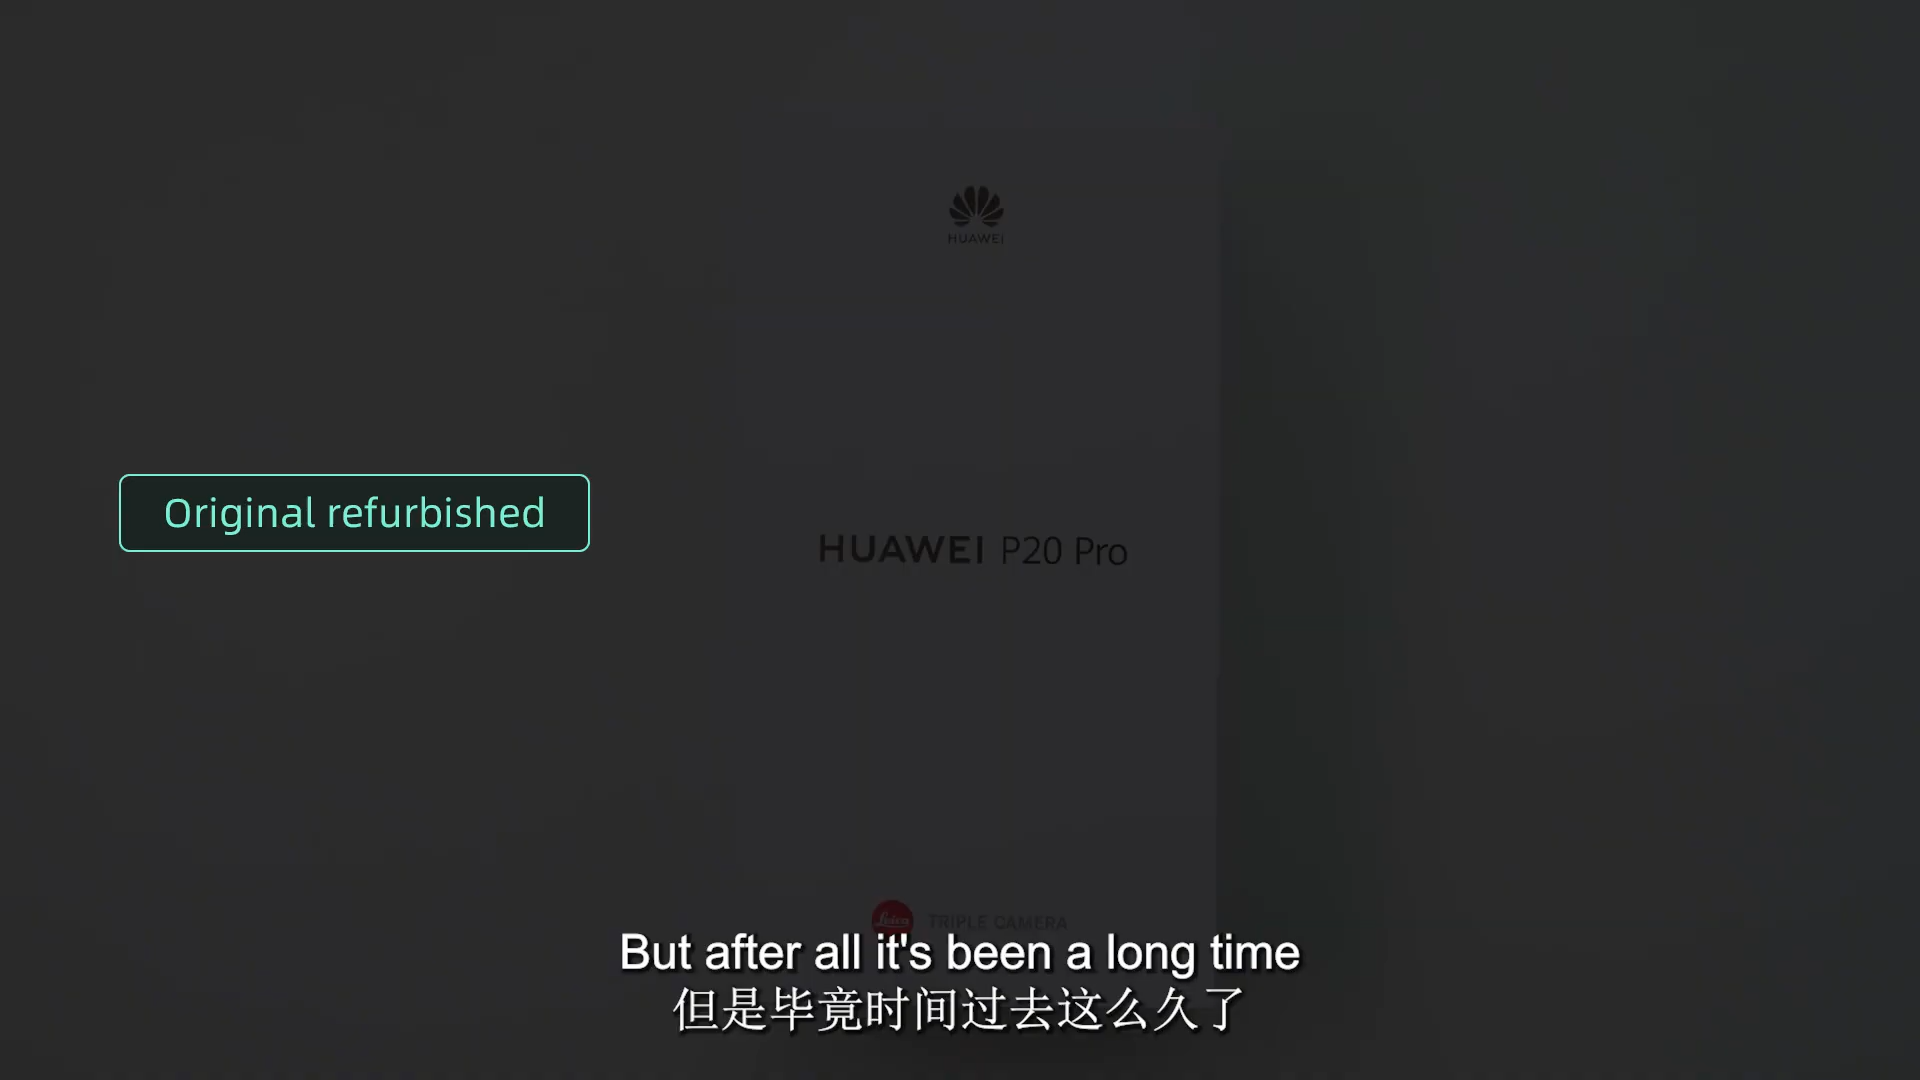 HUAWEI
Original refurbished
HUAWEI P20 Pro
Leica TRIPLE CAMERA
But after all it's been a long time
但是毕竟时间过去这么久了